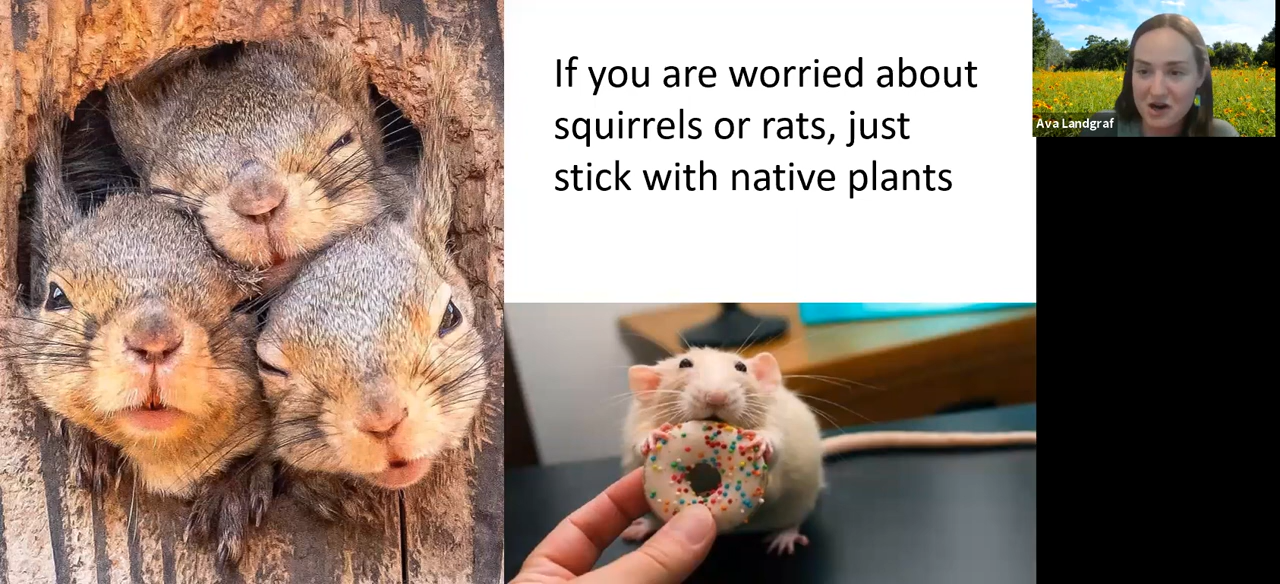 If you are worried about
squirrels or rats, just
stick with native plants
Ava Landgraf